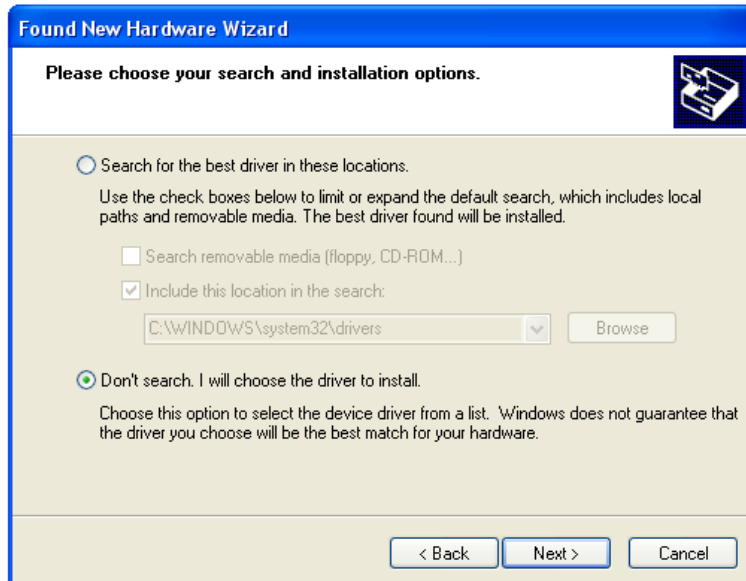 Found New Hardware Wizard
Please choose your search and installation options.
Search for the best driver in these locations.
Use the check boxes below to limit or expand the default search, which includes local
paths and removable media. The best driver found will be installed.
Search removable media (floppy, CD-ROM...)
Include this location in the search:
C:\WINDOWS\system32\drivers
Browse
Don't search. I will choose the driver to install.
Choose this option to select the device driver from a list. Windows does not guarantee that
the driver you choose will be the best match for your hardware.
< Back
Next >
Cancel